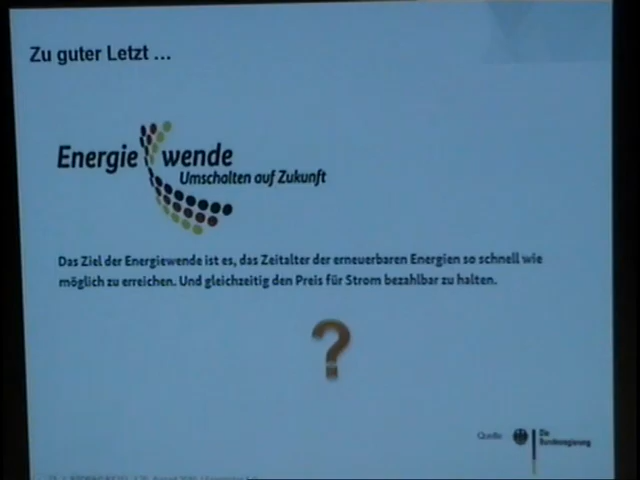 Zu guter Letzt ...
Energie wende
Umschalten auf Zukunft
Das Ziel der Energiewende ist es, das Zeitalter der erneuerbaren Energien so schnell wie
möglich zu erreichen. Und gleichzeitig den Preis für Strom bezahlbar zu halten.
?
Quelle
Die
Bundesregierung